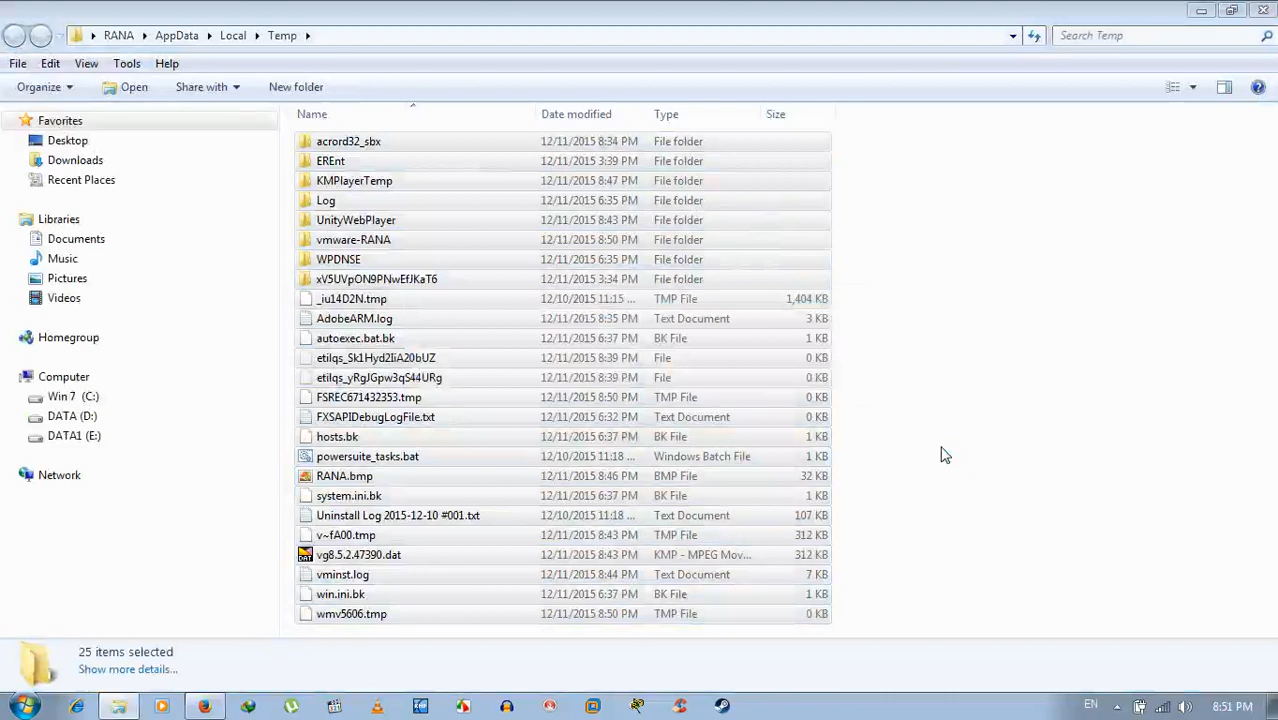 RANA AppData Local Temp
Search Temp
File Edit View Tools Help
Organize Open Share with New folder
Favorites
Desktop
Downloads
Recent Places
Libraries
Documents
Music
Pictures
Videos
Homegroup
Computer
Win 7 (C:)
DATA (D:)
DATA1 (E:)
Network
Name Date modified Type Size
acrord32_sbx 12/11/2015 8:34 PM File folder
EREnt 12/11/2015 3:39 PM File folder
KMPlayerTemp 12/11/2015 8:47 PM File folder
Log 12/11/2015 6:35 PM File folder
UnityWebPlayer 12/11/2015 8:43 PM File folder
vmware-RANA 12/11/2015 8:50 PM File folder
WPDNSE 12/11/2015 6:35 PM File folder
xV5UVpON9PNwEfJKaT6 12/11/2015 3:34 PM File folder
_iu14D2N.tmp 12/10/2015 11:15 ... TMP File 1,404 KB
AdobeARM.log 12/11/2015 8:35 PM Text Document 3 KB
autoexec.bat.bk 12/11/2015 6:37 PM BK File 1 KB
etilqs_Sk1Hyd2IiA20bUZ 12/11/2015 8:39 PM File 0 KB
etilqs_yRgJGpw3qS44URg 12/11/2015 8:39 PM File 0 KB
FSREC671432353.tmp 12/11/2015 8:50 PM TMP File 0 KB
FXSAPIDebugLogFile.txt 12/11/2015 6:32 PM Text Document 0 KB
hosts.bk 12/11/2015 6:37 PM BK File 1 KB
powersuite_tasks.bat 12/10/2015 11:18 ... Windows Batch File 1 KB
RANA.bmp 12/11/2015 8:46 PM BMP File 32 KB
system.ini.bk 12/11/2015 6:37 PM BK File 1 KB
Uninstall Log 2015-12-10 #001.txt 12/10/2015 11:18 ... Text Document 107 KB
v~fA00.tmp 12/11/2015 8:43 PM TMP File 312 KB
vg8.5.2.47390.dat 12/11/2015 8:43 PM KMP - MPEG Mov... 312 KB
vminst.log 12/11/2015 8:44 PM Text Document 7 KB
win.ini.bk 12/11/2015 6:37 PM BK File 1 KB
wmv5606.tmp 12/11/2015 8:50 PM TMP File 0 KB
25 items selected
Show more details...
EN 8:51 PM